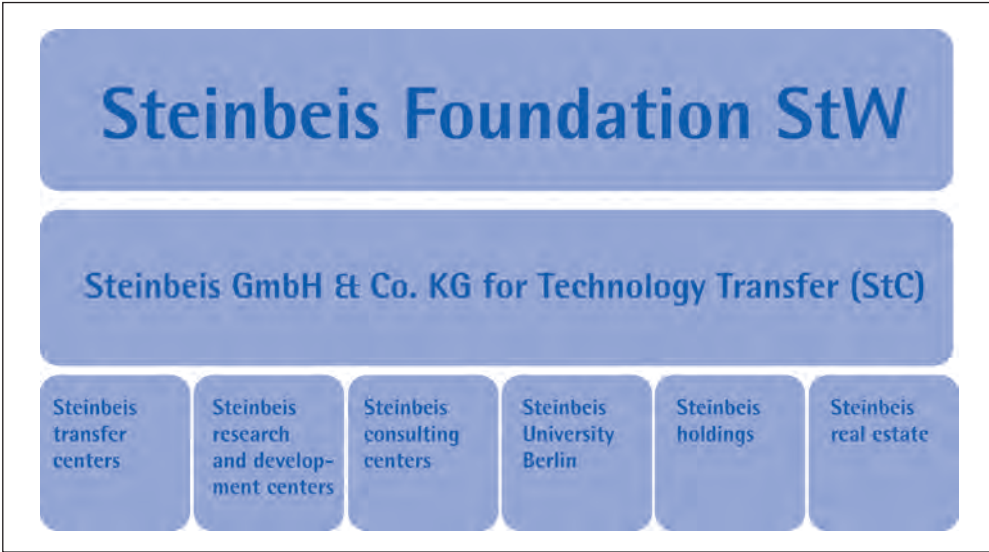 Steinbeis Foundation StW
Steinbeis GmbH & Co. KG for Technology Transfer (StC)
Steinbeis
transfer
centers
Steinbeis
research
and develop-
ment centers
Steinbeis
consulting
centers
Steinbeis
University
Berlin
Steinbeis
holdings
Steinbeis
real estate